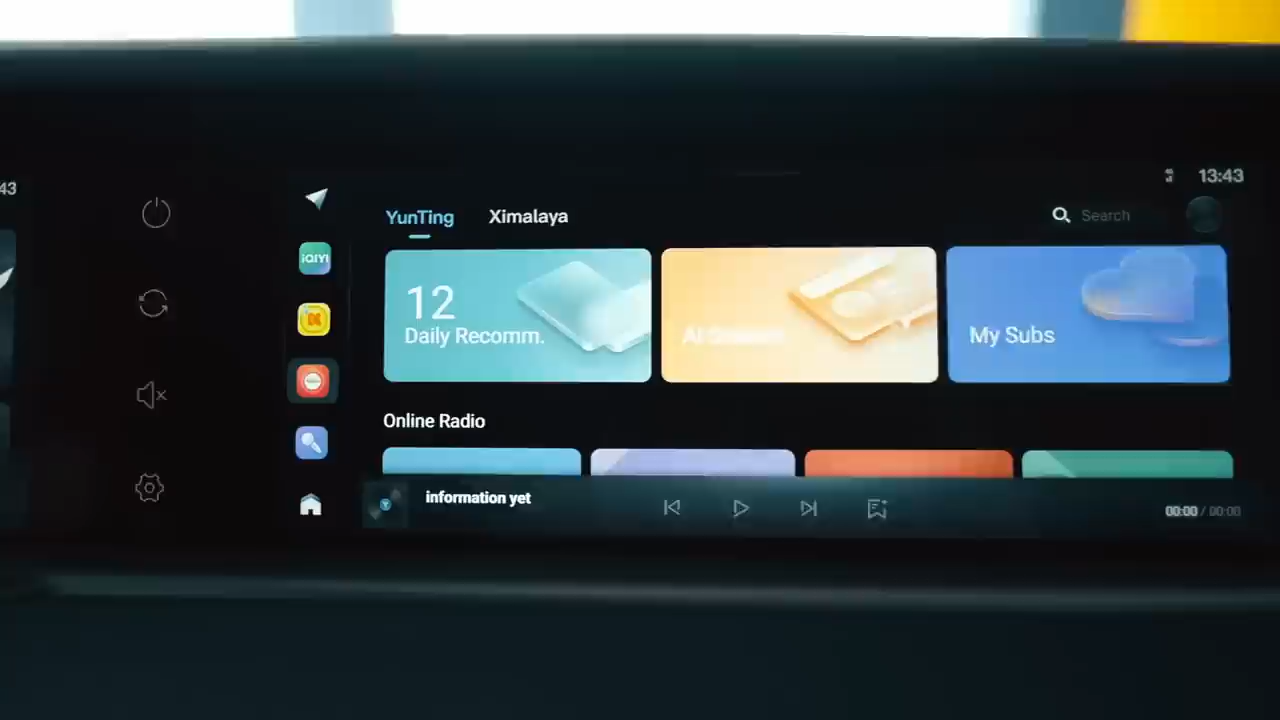 43
13:43
YunTing Ximalaya
Search
iQIYI
12
Daily Recomm.
My Subs
Online Radio
information yet
00:00 / 00:00